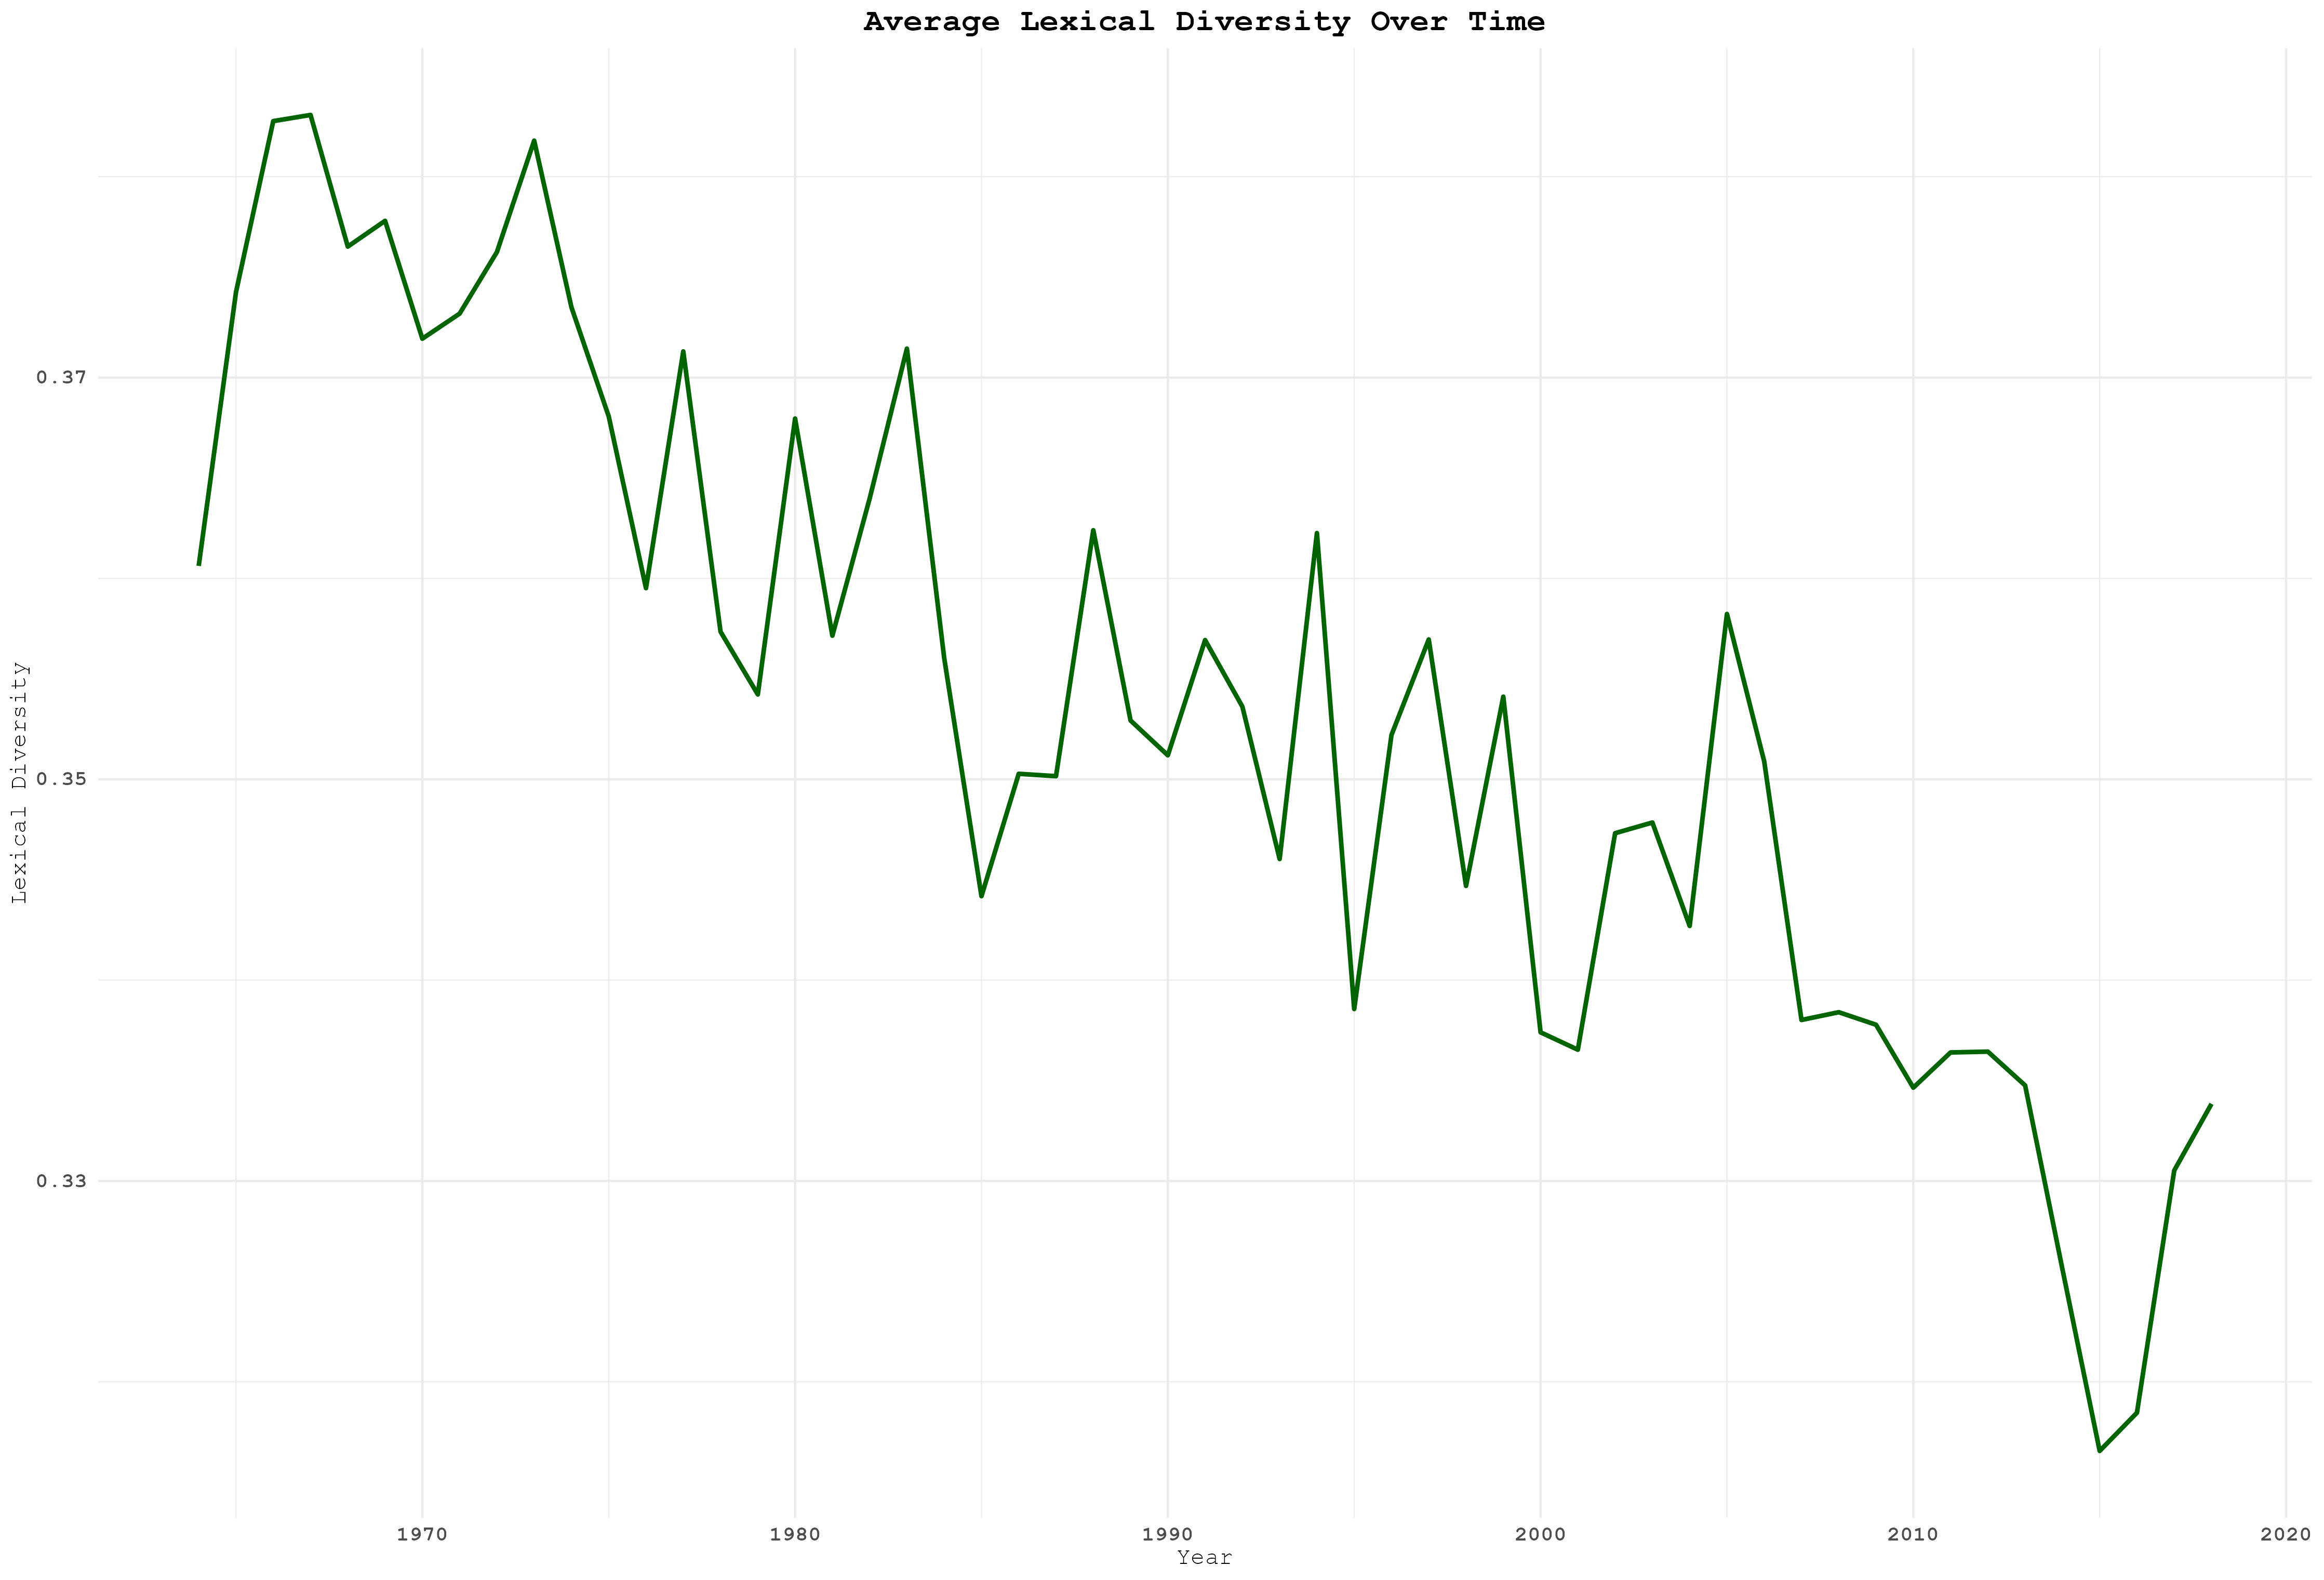 Average Lexical Diversity Over Time
Lexical Diversity
0.37
0.35
0.33
1970 1980 1990 2000 2010 2020
Year